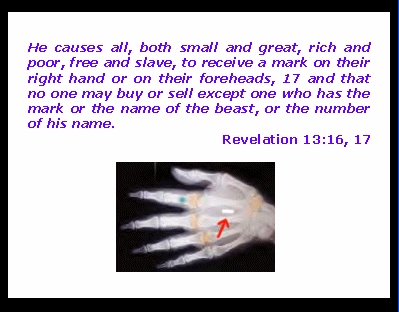 He causes all, both small and great, rich and
poor, free and slave, to receive a mark on their
right hand or on their foreheads, 17 and that
no one may buy or sell except one who has the
mark or the name of the beast, or the number
of his name.
Revelation 13:16, 17